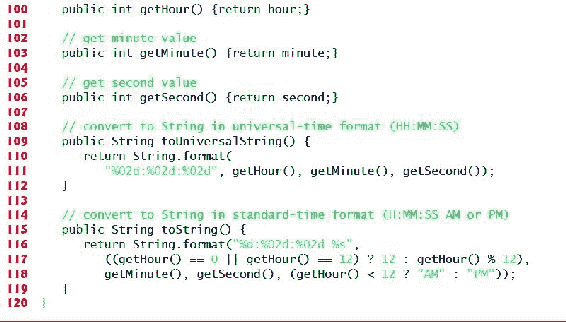 100 public int getHour() {return hour;}
101
102 // get minute value
103 public int getMinute() {return minute;}
104
105 // get second value
106 public int getSecond() {return second;}
107
108 // convert to String in universal-time format (HH:MM:SS)
109 public String toUniversalString() {
110 return String.format(
111 "%02d:%02d:%02d", getHour(), getMinute(), getSecond());
112 }
113
114 // convert to String in standard-time format (H:MM:SS AM or PM)
115 public String toString() {
116 return String.format("%d:%02d:%02d %s",
117 ((getHour() == 0 || getHour() == 12) ? 12 : getHour() % 12),
118 getMinute(), getSecond(), (getHour() < 12 ? "AM" : "PM"));
119 }
120 }